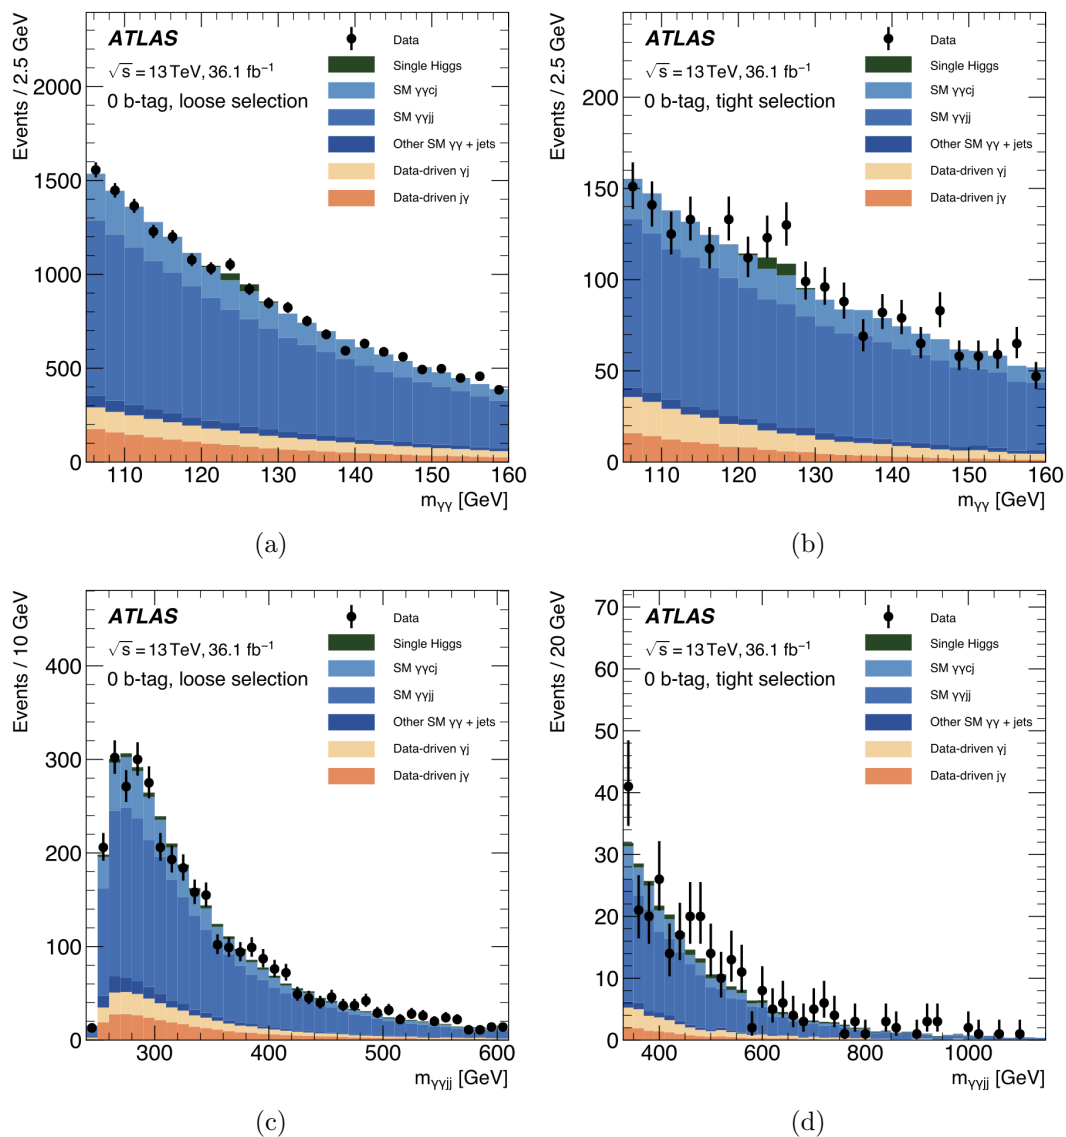 Events / 2.5 GeV
ATLAS
√s = 13 TeV, 36.1 fb⁻¹
0 b-tag, loose selection
Data
Single Higgs
SM γγcj
SM γγjj
Other SM γγ + jets
Data-driven γj
Data-driven jγ
2000
1500
1000
500
0
110 120 130 140 150 160
mγγ [GeV]
(a)
Events / 2.5 GeV
ATLAS
√s = 13 TeV, 36.1 fb⁻¹
0 b-tag, tight selection
Data
Single Higgs
SM γγcj
SM γγjj
Other SM γγ + jets
Data-driven γj
Data-driven jγ
200
150
100
50
0
110 120 130 140 150 160
mγγ [GeV]
(b)
Events / 10 GeV
ATLAS
√s = 13 TeV, 36.1 fb⁻¹
0 b-tag, loose selection
Data
Single Higgs
SM γγcj
SM γγjj
Other SM γγ + jets
Data-driven γj
Data-driven jγ
400
300
200
100
0
300 400 500 600
mγγjj [GeV]
(c)
Events / 20 GeV
ATLAS
√s = 13 TeV, 36.1 fb⁻¹
0 b-tag, tight selection
Data
Single Higgs
SM γγcj
SM γγjj
Other SM γγ + jets
Data-driven γj
Data-driven jγ
70
60
50
40
30
20
10
0
400 600 800 1000
mγγjj [GeV]
(d)